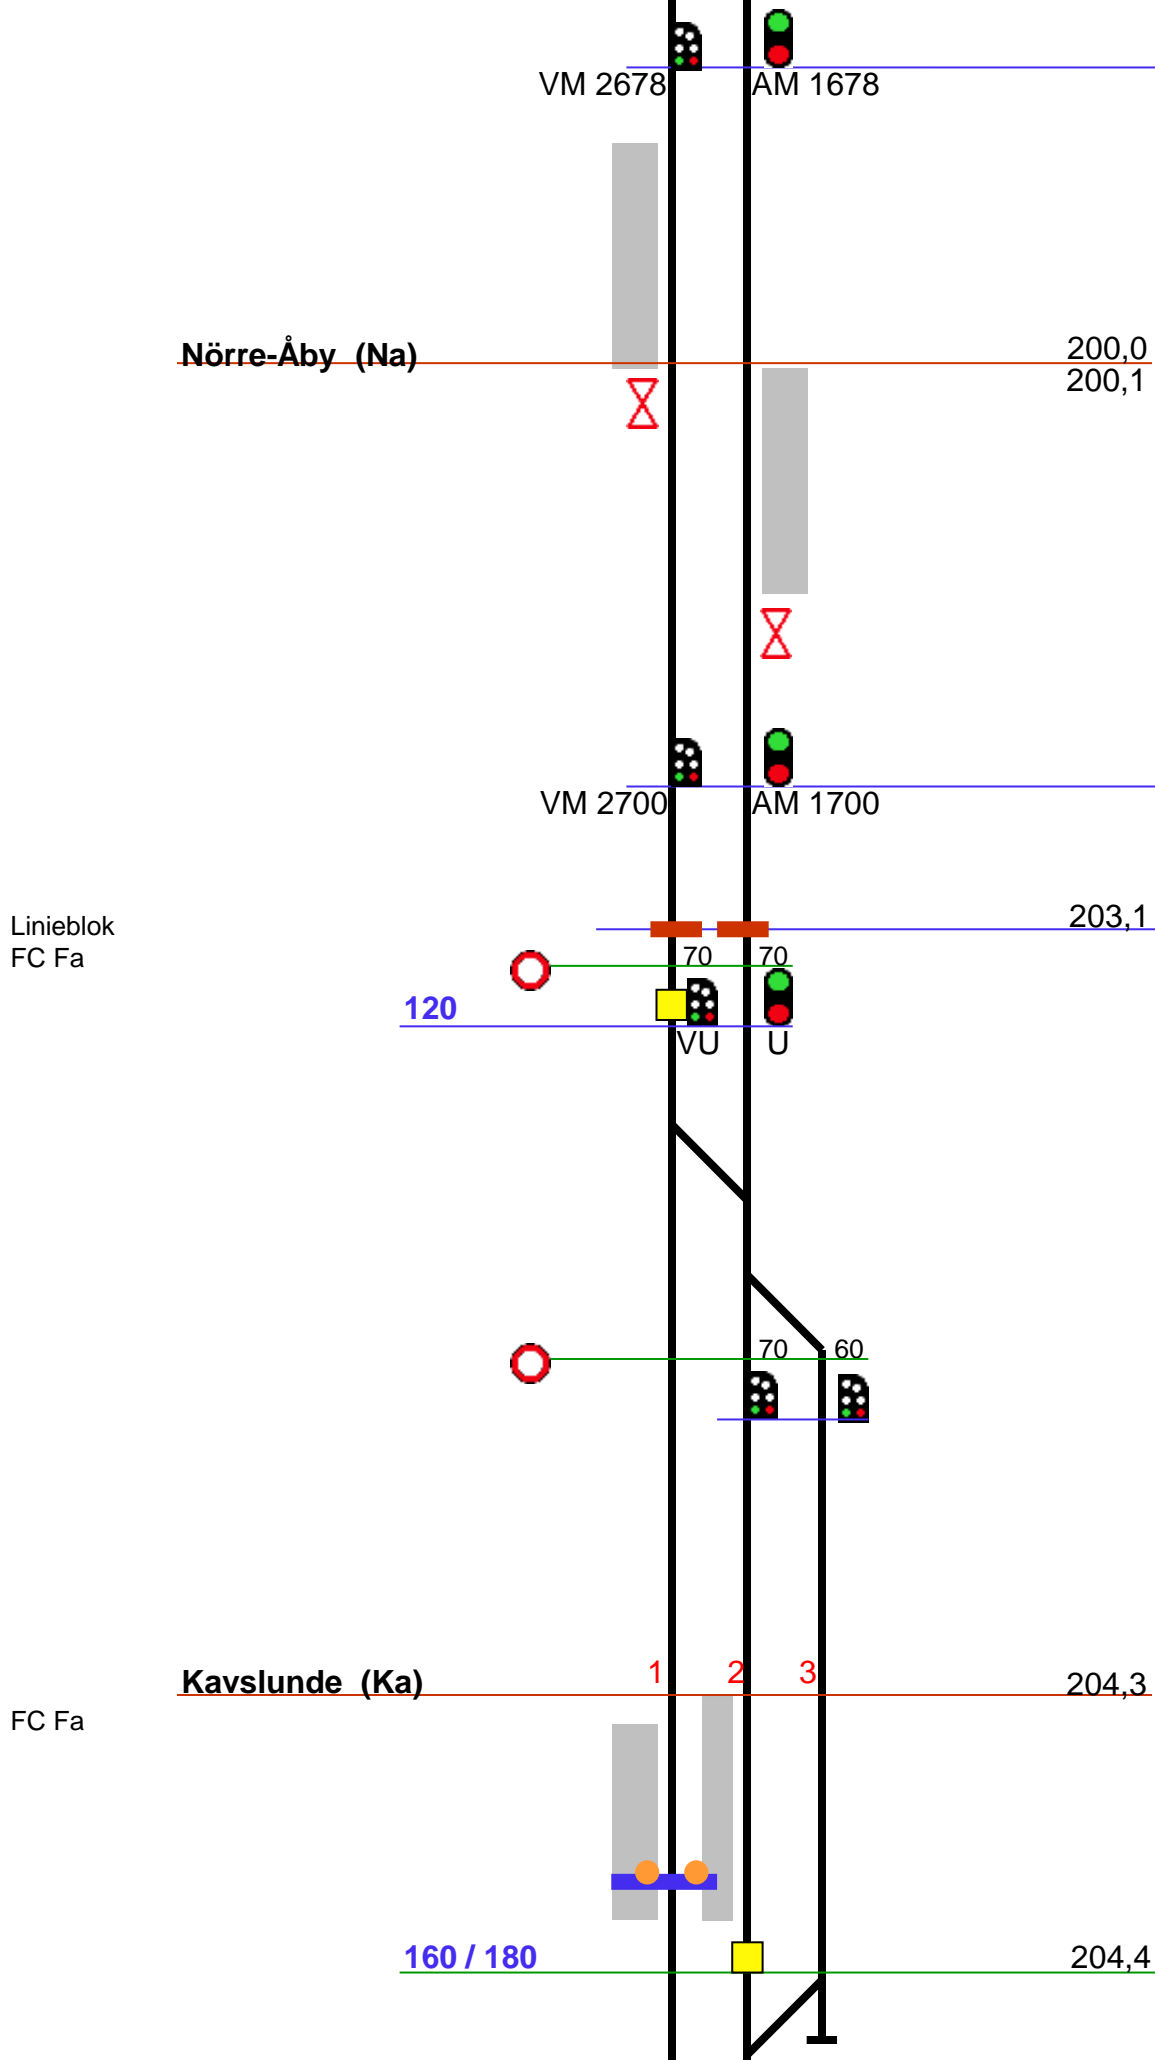 VM 2678 AM 1678
Nörre-Åby (Na) 200,0
200,1
VM 2700 AM 1700
Linieblok 203,1
FC Fa 70 70
120
VU U
70 60
Kavslunde (Ka) 1 2 3 204,3
FC Fa
160 / 180 204,4